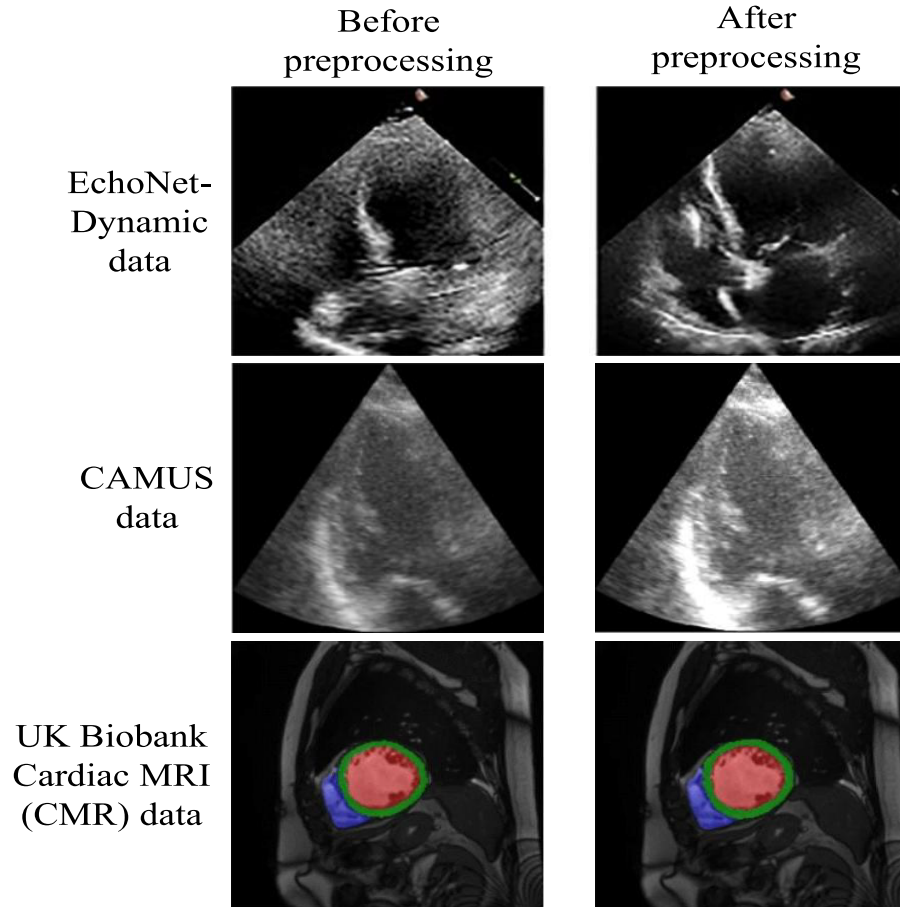 Before
preprocessing
After
preprocessing
EchoNet-
Dynamic
data
CAMUS
data
UK Biobank
Cardiac MRI
(CMR) data